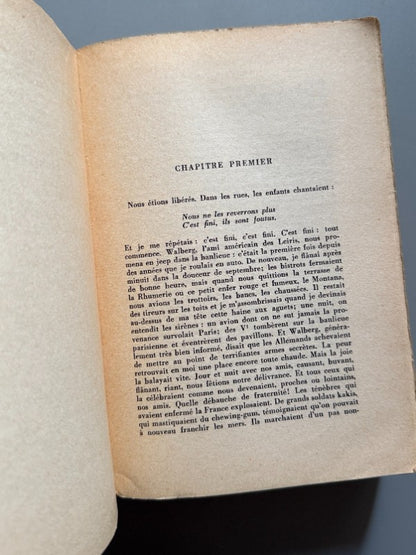 CHAPITRE PREMIER
Nous étions libérés. Dans les rues, les enfants chantaient :
Nous ne les reverrons plus
C'est fini, ils sont foutus.
Et je me répétais : c'est fini, c'est fini. C'est fini : tout
commence. Walberg, l'ami américain des Leiris, nous pro-
mena en jeep dans la banlieue : c'était la première fois depuis
des années que je roulais en auto. De nouveau, je flânai après
minuit dans la douceur de septembre; les bistrots fermaient
de bonne heure, mais quand nous quittions la terrasse de
la Rhumerie ou ce petit enfer rouge et fumeux, le Montana,
nous avions les trottoirs, les bancs, les chaussées. Il restait
des tireurs sur les toits et je m'assombrissais quand je devinais
au-dessus de ma tête cette haine aux aguets; une nuit, on
entendit les sirènes : un avion dont on ne sut jamais la pro-
venance survolait Paris; des V¹ tombèrent sur la banlieue
parisienne et éventrèrent des pavillons. Et Walberg, généra-
lement très bien informé, disait que les Allemands achevaient
de mettre au point de terrifiantes armes secrètes. La peur
retrouvait en moi une place encore toute chaude. Mais la joie
la balayait vite. Jour et nuit avec nos amis, causant, buvant,
flânant, riant, nous fêtions notre délivrance. Et tous ceux qui
la célébraient comme nous devenaient, proches ou lointains,
nos amis. Quelle débauche de fraternité! Les ténèbres qui
avaient enfermé la France explosaient. De grands soldats kakis,
qui mastiquaient du chewing-gum, témoignaient qu'on pouvait
à nouveau franchir les mers. Ils marchaient d'un pas non-